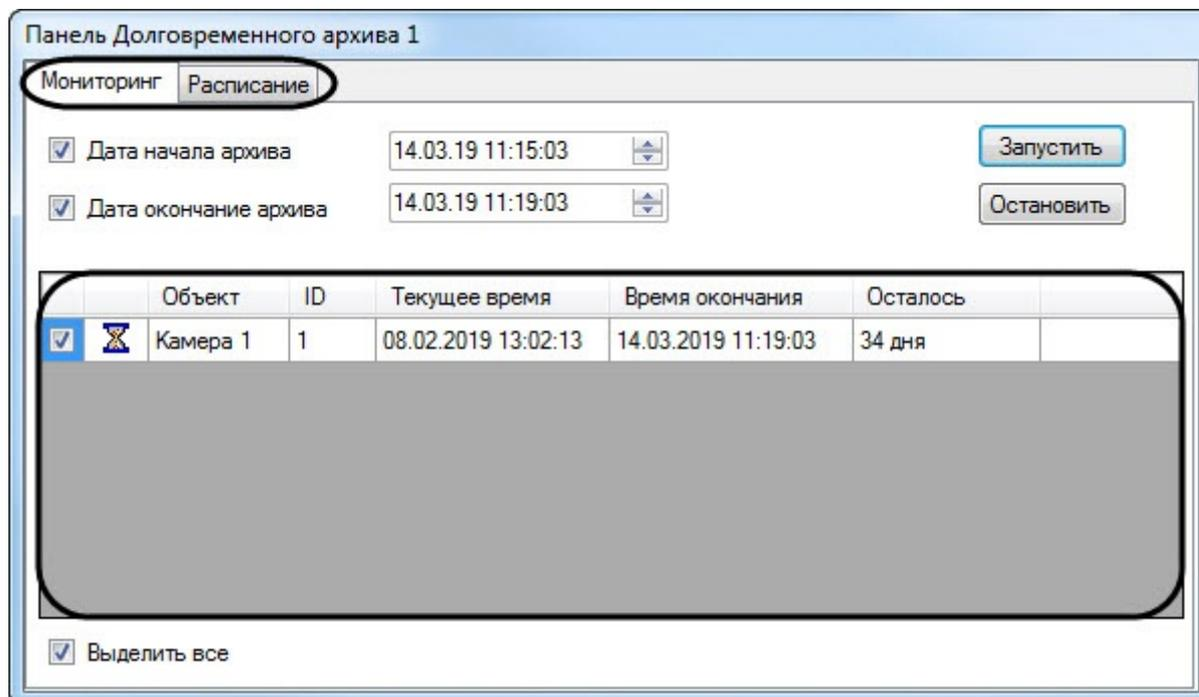 Панель Долговременного архива 1
Мониторинг Расписание
Дата начала архива 14.03.19 11:15:03 Запустить
Дата окончание архива 14.03.19 11:19:03 Остановить
Объект ID Текущее время Время окончания Осталось
Камера 1 1 08.02.2019 13:02:13 14.03.2019 11:19:03 34 дня
Выделить все